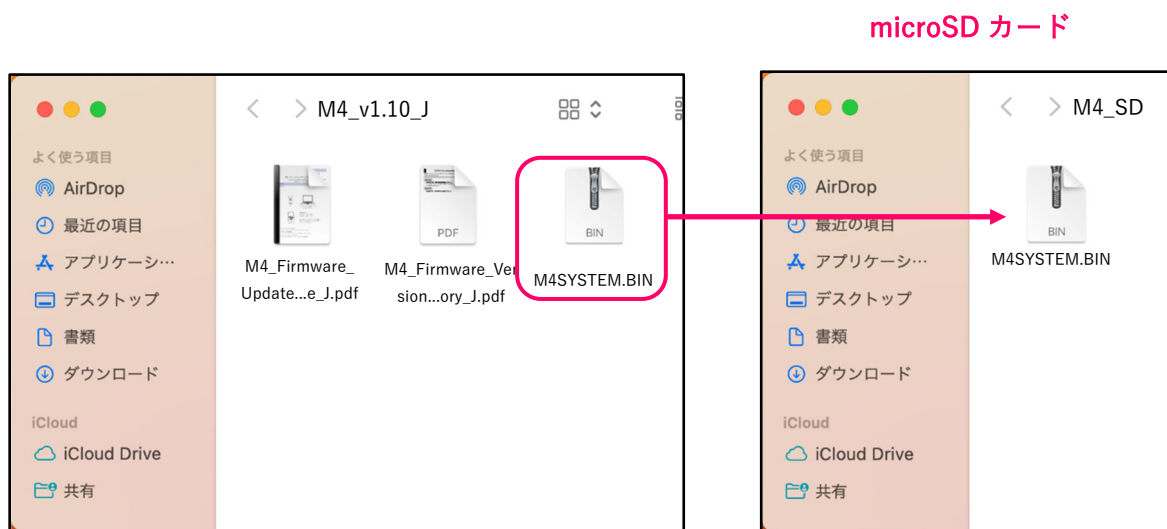 microSD カード
M4_v1.10_J
よく使う項目
AirDrop
最近の項目
アプリケーシ…
デスクトップ
書類
ダウンロード
iCloud
iCloud Drive
共有
PDF
BIN
M4_Firmware_
Update...e_J.pdf
M4_Firmware_Ver
sion...ory_J.pdf
M4SYSTEM.BIN
M4_SD
よく使う項目
AirDrop
最近の項目
アプリケーシ…
デスクトップ
書類
ダウンロード
iCloud
iCloud Drive
共有
BIN
M4SYSTEM.BIN